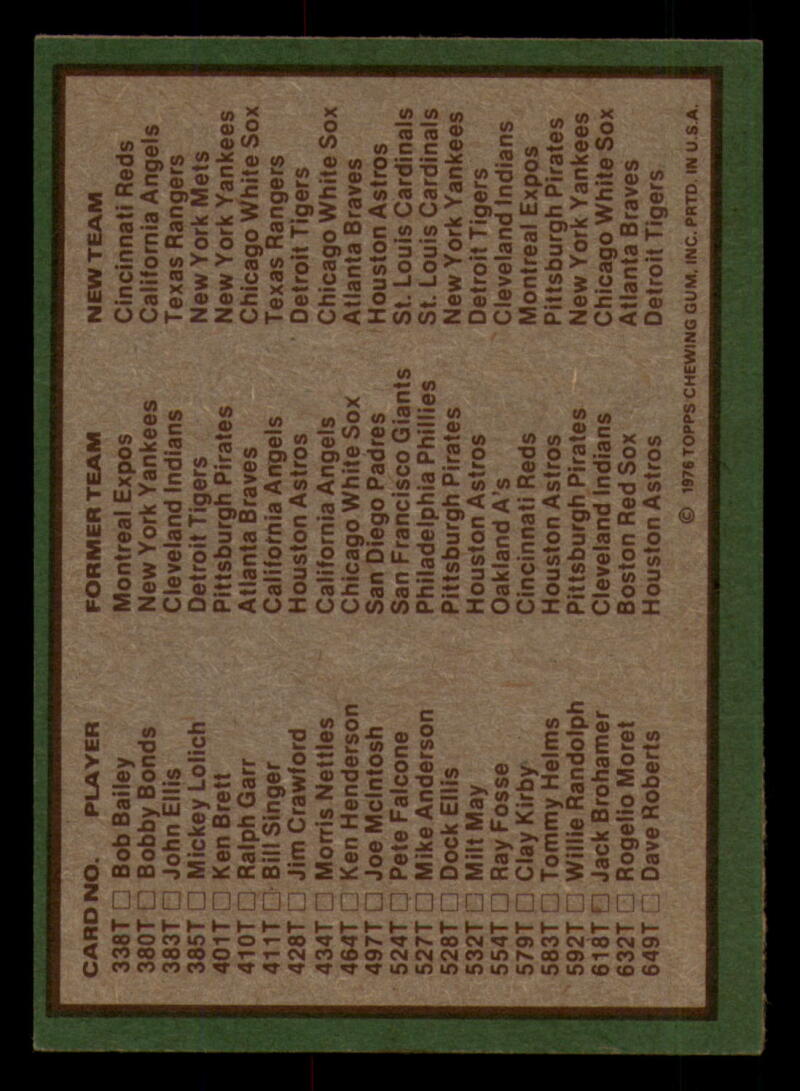 CARD NO. PLAYER FORMER TEAM NEW TEAM
338T □ Bob Bailey Montreal Expos Cincinnati Reds
380T □ Bobby Bonds New York Yankees California Angels
383T □ John Ellis Cleveland Indians Texas Rangers
385T □ Mickey Lolich Detroit Tigers New York Mets
401T □ Ken Brett Pittsburgh Pirates New York Yankees
410T □ Ralph Garr Atlanta Braves Chicago White Sox
411T □ Bill Singer California Angels Texas Rangers
428T □ Jim Crawford Houston Astros Detroit Tigers
434T □ Morris Nettles California Angels Chicago White Sox
464T □ Ken Henderson Chicago White Sox Atlanta Braves
497T □ Joe McIntosh San Diego Padres Houston Astros
524T □ Pete Falcone San Francisco Giants St. Louis Cardinals
527T □ Mike Anderson Philadelphia Phillies St. Louis Cardinals
528T □ Dock Ellis Pittsburgh Pirates New York Yankees
532T □ Milt May Houston Astros Detroit Tigers
554T □ Ray Fosse Oakland A's Cleveland Indians
579T □ Clay Kirby Cincinnati Reds Montreal Expos
583T □ Tommy Helms Houston Astros Pittsburgh Pirates
592T □ Willie Randolph Pittsburgh Pirates New York Yankees
618T □ Jack Brohamer Cleveland Indians Chicago White Sox
632T □ Rogelio Moret Boston Red Sox Atlanta Braves
649T □ Dave Roberts Houston Astros Detroit Tigers
© 1976 TOPPS CHEWING GUM, INC. PRTD. IN U.S.A.